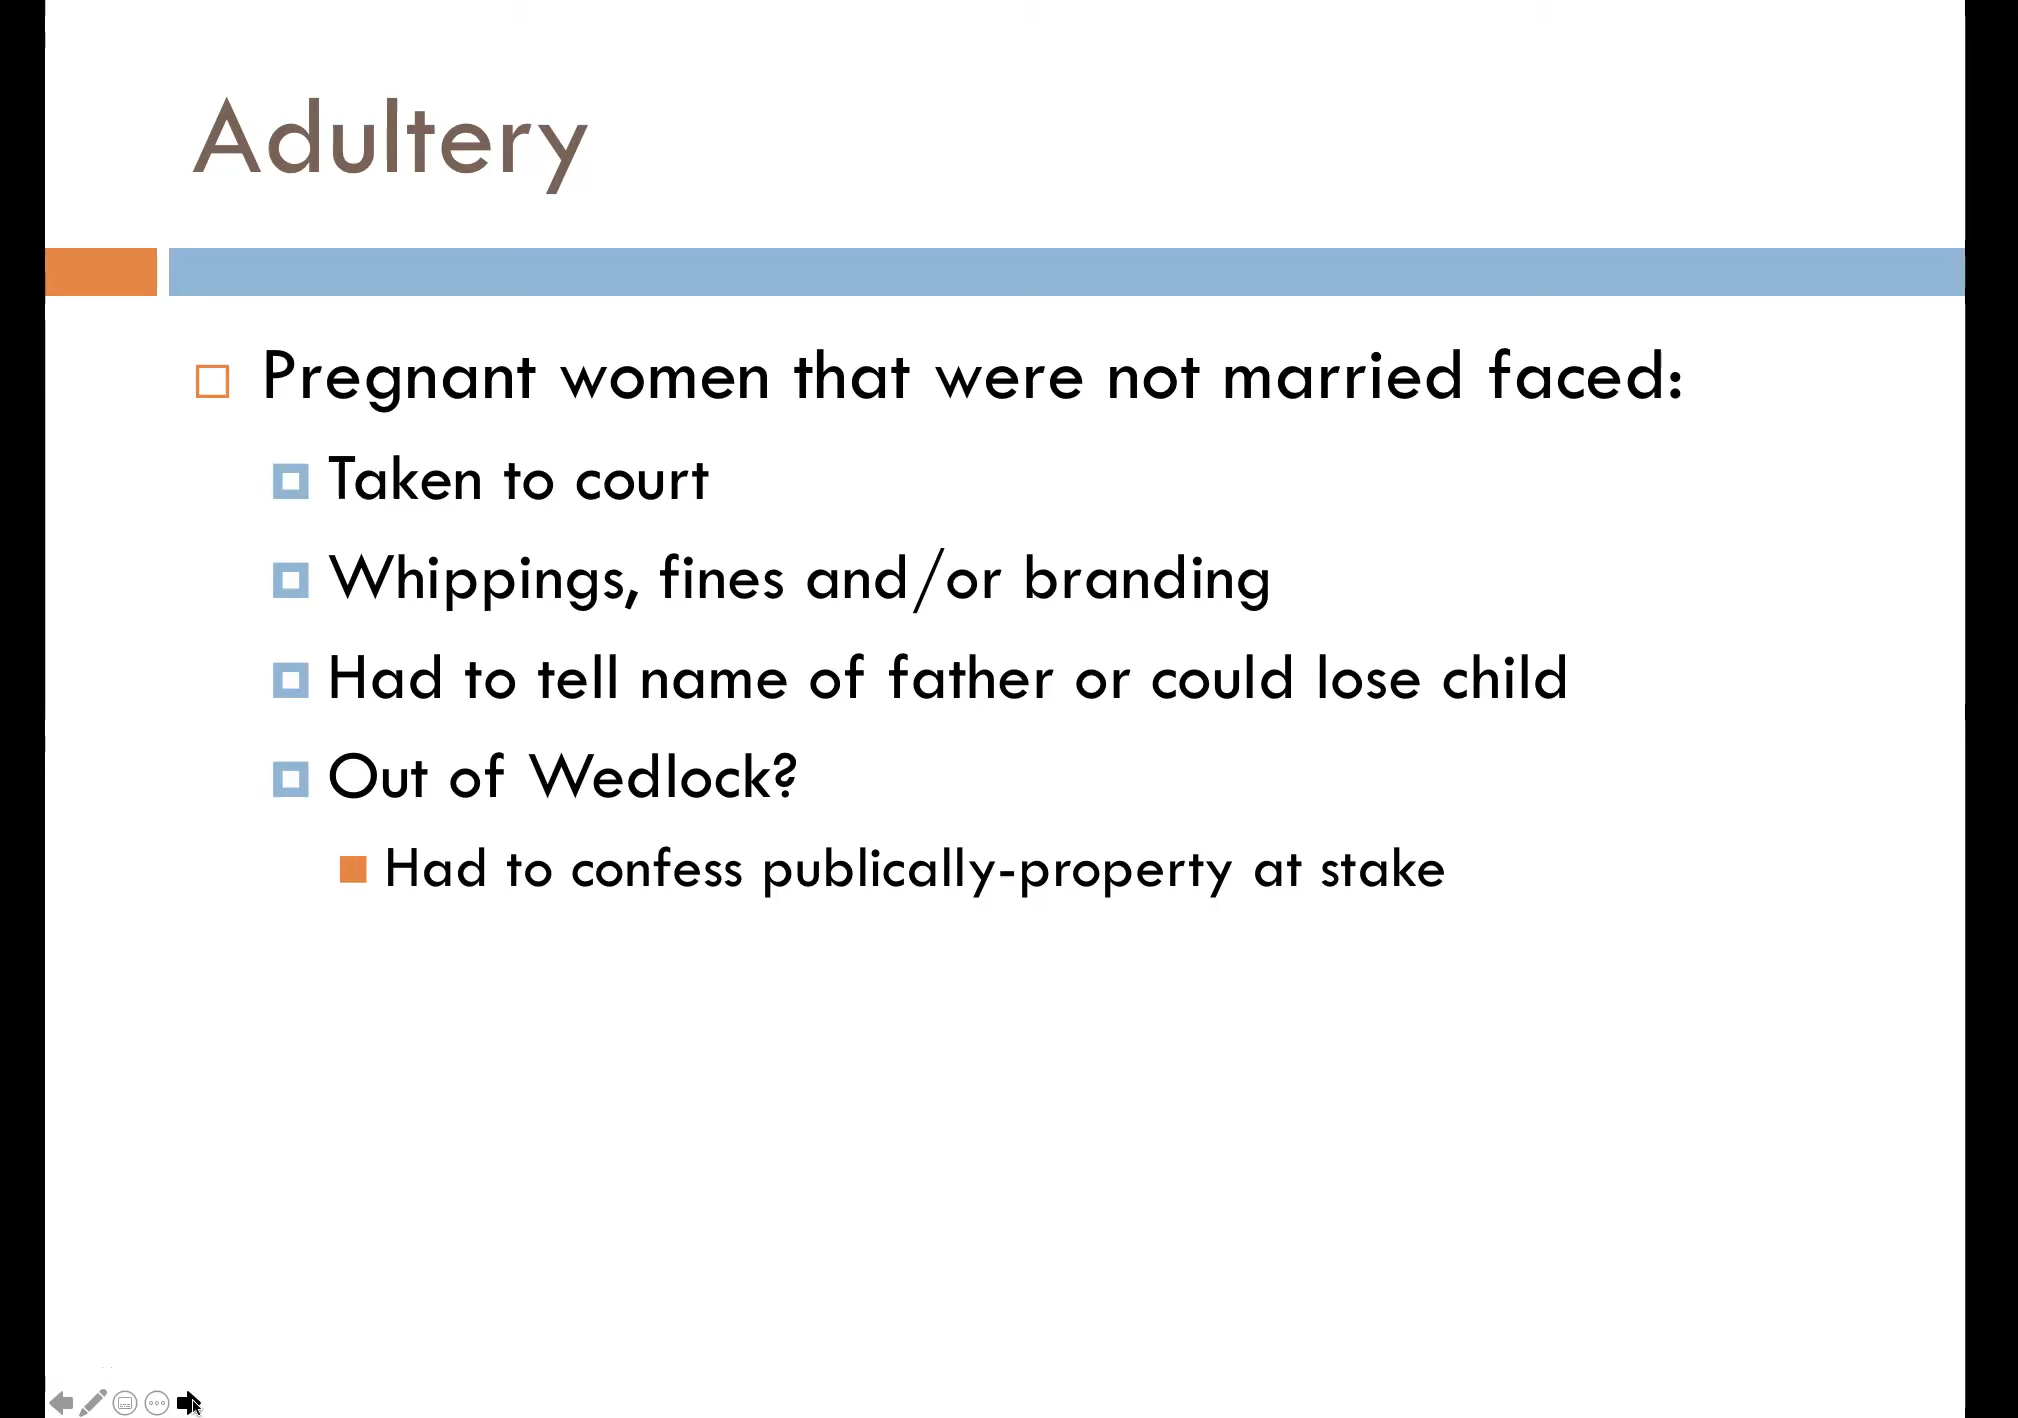 Adultery
Pregnant women that were not married faced:
Taken to court
Whippings, fines and/or branding
Had to tell name of father or could lose child
Out of Wedlock?
Had to confess publically-property at stake